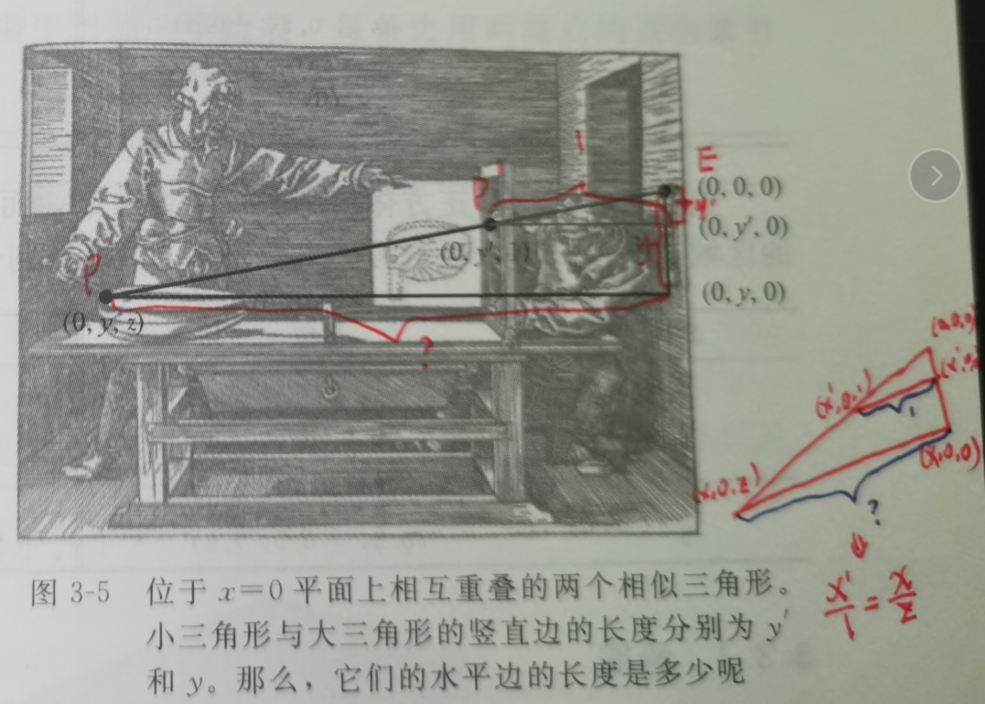 E
1
P
(0, 0, 0)
y'
(0, y', 0)
(0, y', 1)
y
P
(0, y, 0)
(0, y, z)
?
(0,0,0)
(x',0,1)
1
(x,0,0)
(x,0,z)
?
x'/1 = x/z
图 3-5 位于 x=0 平面上相互重叠的两个相似三角形。
小三角形与大三角形的竖直边的长度分别为 y'
和 y。那么，它们的水平边的长度是多少呢